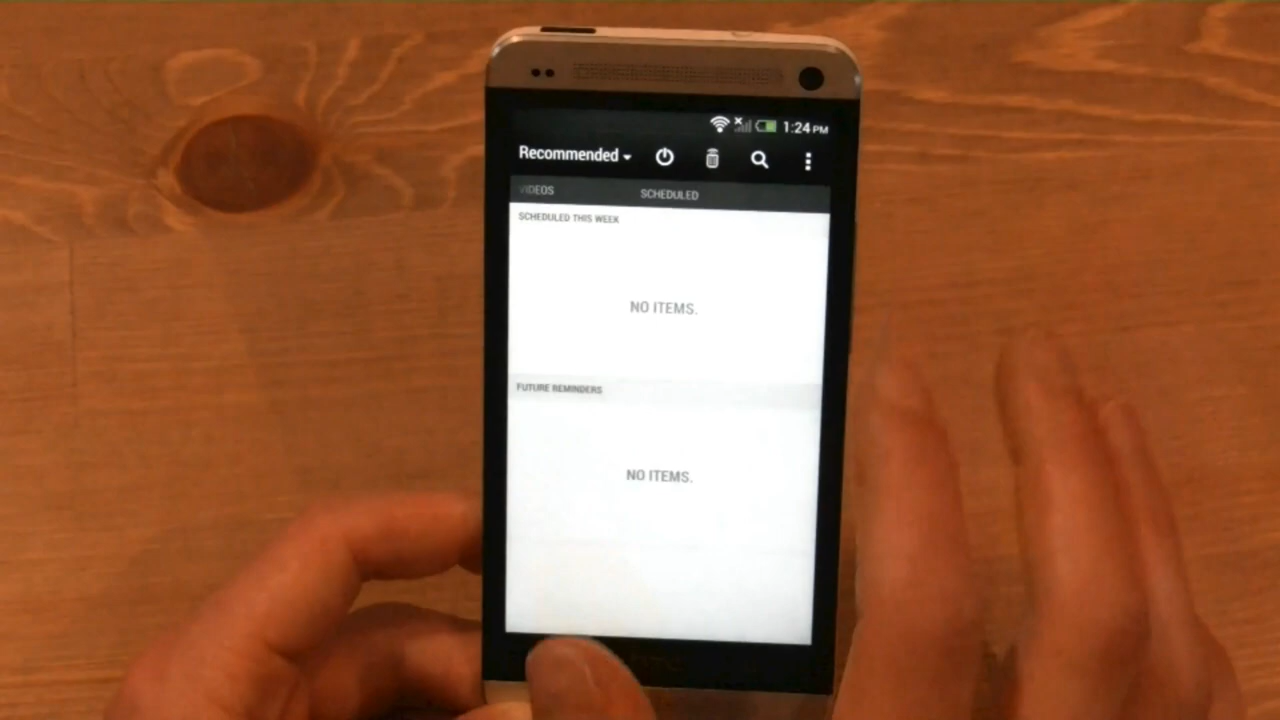 1:24 PM
Recommended
VIDEOS SCHEDULED
SCHEDULED THIS WEEK
NO ITEMS.
FUTURE REMINDERS
NO ITEMS.